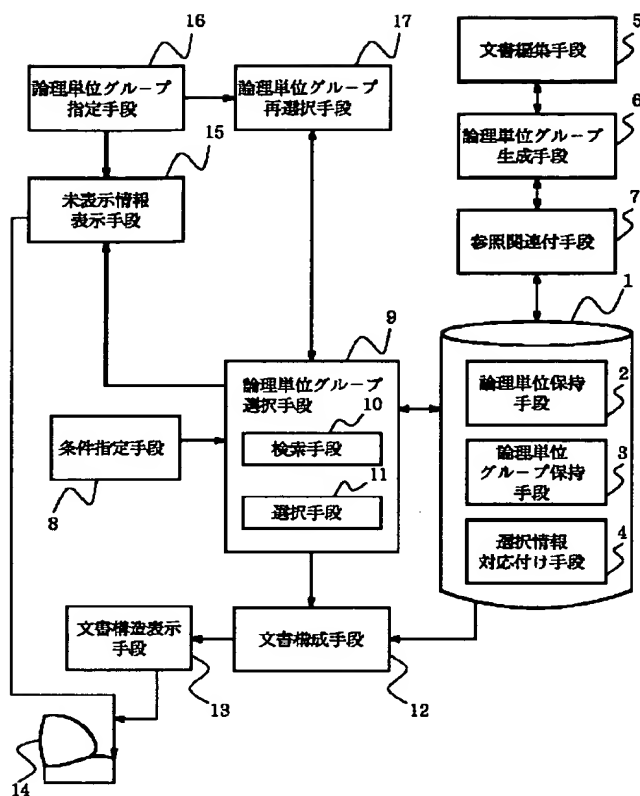 16
17
5
論理単位グループ
指定手段
論理単位グループ
再選択手段
文書編集手段
6
15
論理単位グループ
生成手段
未表示情報
表示手段
7
参照関連付手段
1
9
論理単位グループ
選択手段
2
論理単位保持
手段
10
検索手段
条件指定手段
3
論理単位
グループ保持
手段
11
選択手段
8
4
選択情報
対応付け手段
文書構造表示
手段
文書構成手段
13
12
14